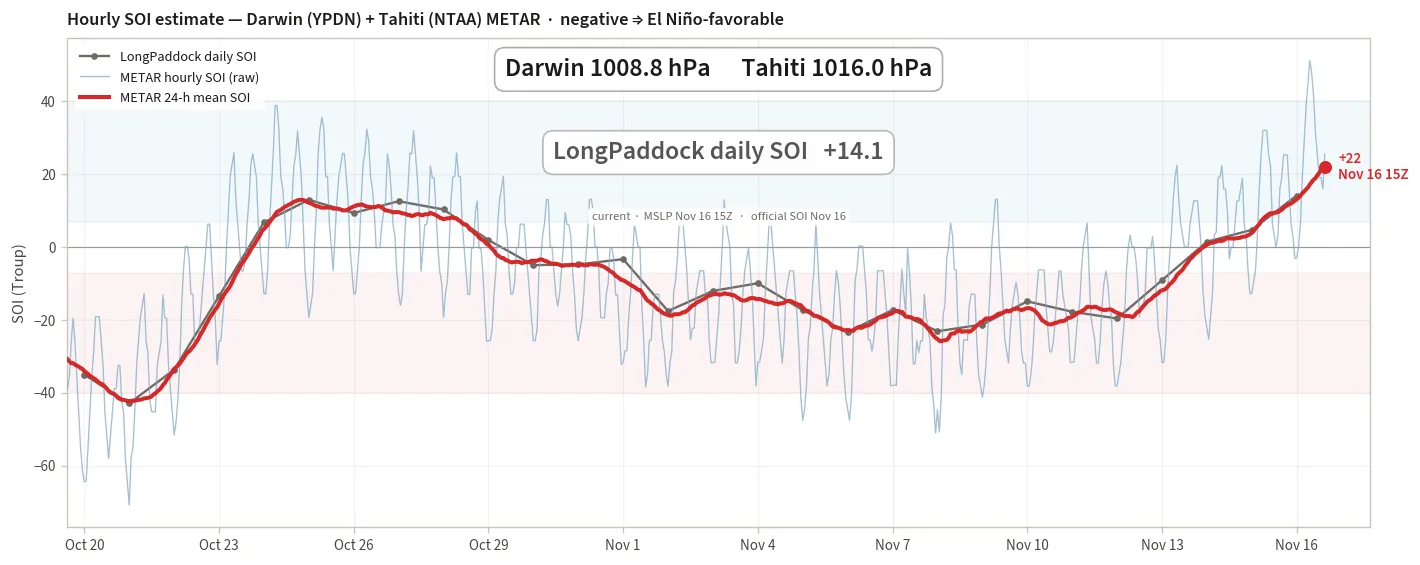 Hourly SOI estimate — Darwin (YPDN) + Tahiti (NTAA) METAR · negative ⇒ El Niño-favorable
LongPaddock daily SOI
METAR hourly SOI (raw)
METAR 24-h mean SOI
Darwin 1008.8 hPa Tahiti 1016.0 hPa
LongPaddock daily SOI +14.1
current · MSLP Nov 16 15Z · official SOI Nov 16
+22
Nov 16 15Z
SOI (Troup)
40
20
0
−20
−40
−60
Oct 20 Oct 23 Oct 26 Oct 29 Nov 1 Nov 4 Nov 7 Nov 10 Nov 13 Nov 16